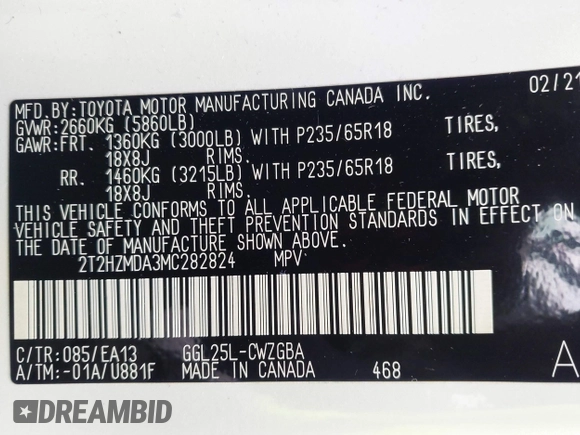 MFD.BY:TOYOTA MOTOR MANUFACTURING CANADA INC. 02/21
GVWR:2660KG (5860LB)
GAWR:FRT. 1360KG (3000LB) WITH P235/65R18 TIRES,
18X8J RIMS.
RR. 1460KG (3215LB) WITH P235/65R18 TIRES,
18X8J RIMS.
THIS VEHICLE CONFORMS TO ALL APPLICABLE FEDERAL MOTOR
VEHICLE SAFETY AND THEFT PREVENTION STANDARDS IN EFFECT ON
THE DATE OF MANUFACTURE SHOWN ABOVE.
2T2HZMDA3MC282824 MPV
C/TR:085/EA13 GGL25L-CWZGBA A
A/TM:-01A/U881F MADE IN CANADA 468
DREAMBID